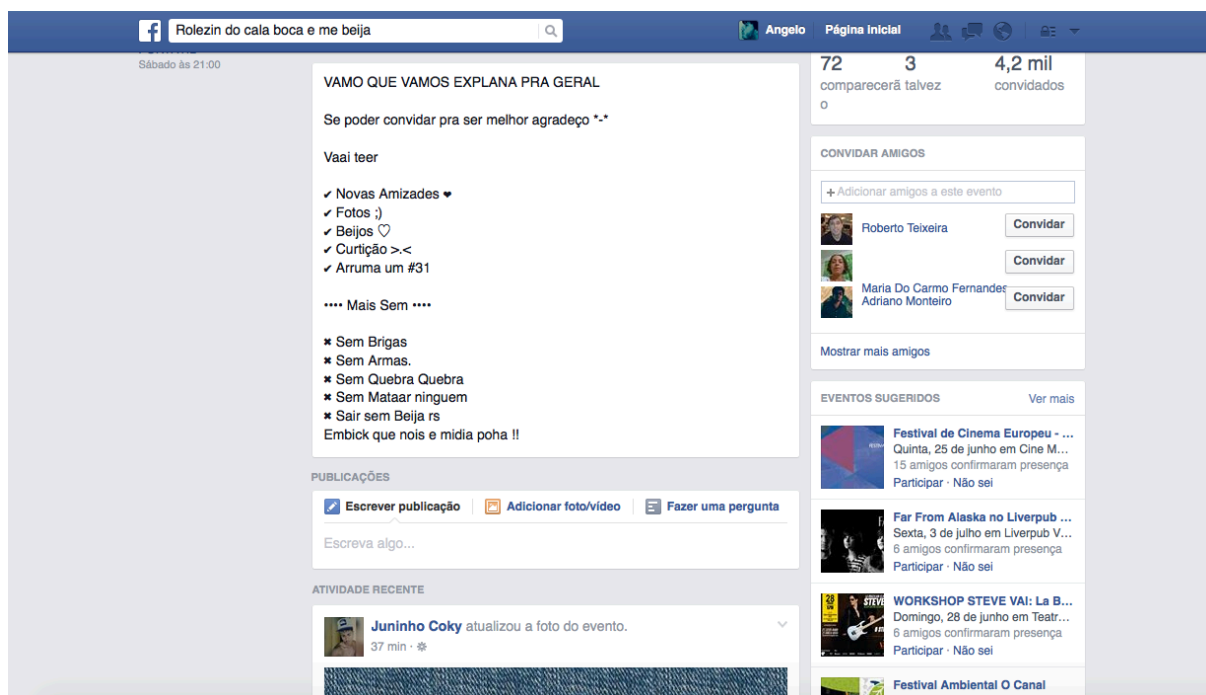 Rolezin do cala boca e me beija
Angelo
Página inicial
Sábado às 21:00
VAMO QUE VAMOS EXPLANA PRA GERAL
Se poder convidar pra ser melhor agradeço *-*
Vaai teer
✔ Novas Amizades ❤
✔ Fotos ;)
✔ Beijos ♡
✔ Curtição >.<
✔ Arruma um #31
•••• Mais Sem ••••
✖ Sem Brigas
✖ Sem Armas.
✖ Sem Quebra Quebra
✖ Sem Mataar ninguem
✖ Sair sem Beija rs
Embick que nois e midia poha !!
PUBLICAÇÕES
Escrever publicação
Adicionar foto/vídeo
Fazer uma pergunta
Escreva algo...
ATIVIDADE RECENTE
Juninho Coky atualizou a foto do evento.
37 min ·
72 3 4,2 mil
comparecerã talvez convidados
o
CONVIDAR AMIGOS
+ Adicionar amigos a este evento
Roberto Teixeira
Convidar
Convidar
Maria Do Carmo Fernandes
Adriano Monteiro
Convidar
Mostrar mais amigos
EVENTOS SUGERIDOS
Ver mais
Festival de Cinema Europeu - ...
Quinta, 25 de junho em Cine M...
15 amigos confirmaram presença
Participar · Não sei
Far From Alaska no Liverpub ...
Sexta, 3 de julho em Liverpub V...
6 amigos confirmaram presença
Participar · Não sei
WORKSHOP STEVE VAI: La B...
Domingo, 28 de junho em Teatr...
6 amigos confirmaram presença
Participar · Não sei
Festival Ambiental O Canal